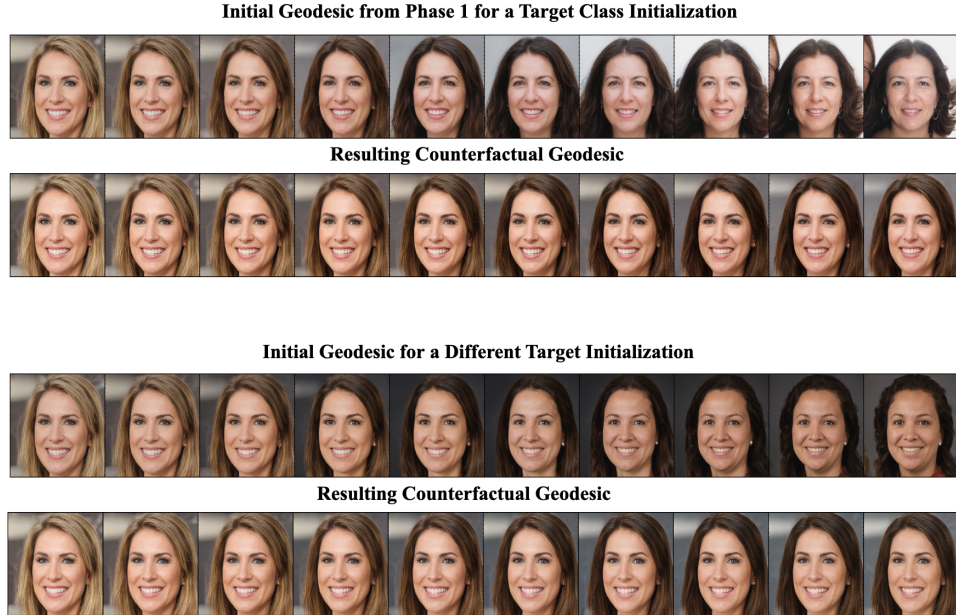 Initial Geodesic from Phase 1 for a Target Class Initialization
Resulting Counterfactual Geodesic
Initial Geodesic for a Different Target Initialization
Resulting Counterfactual Geodesic